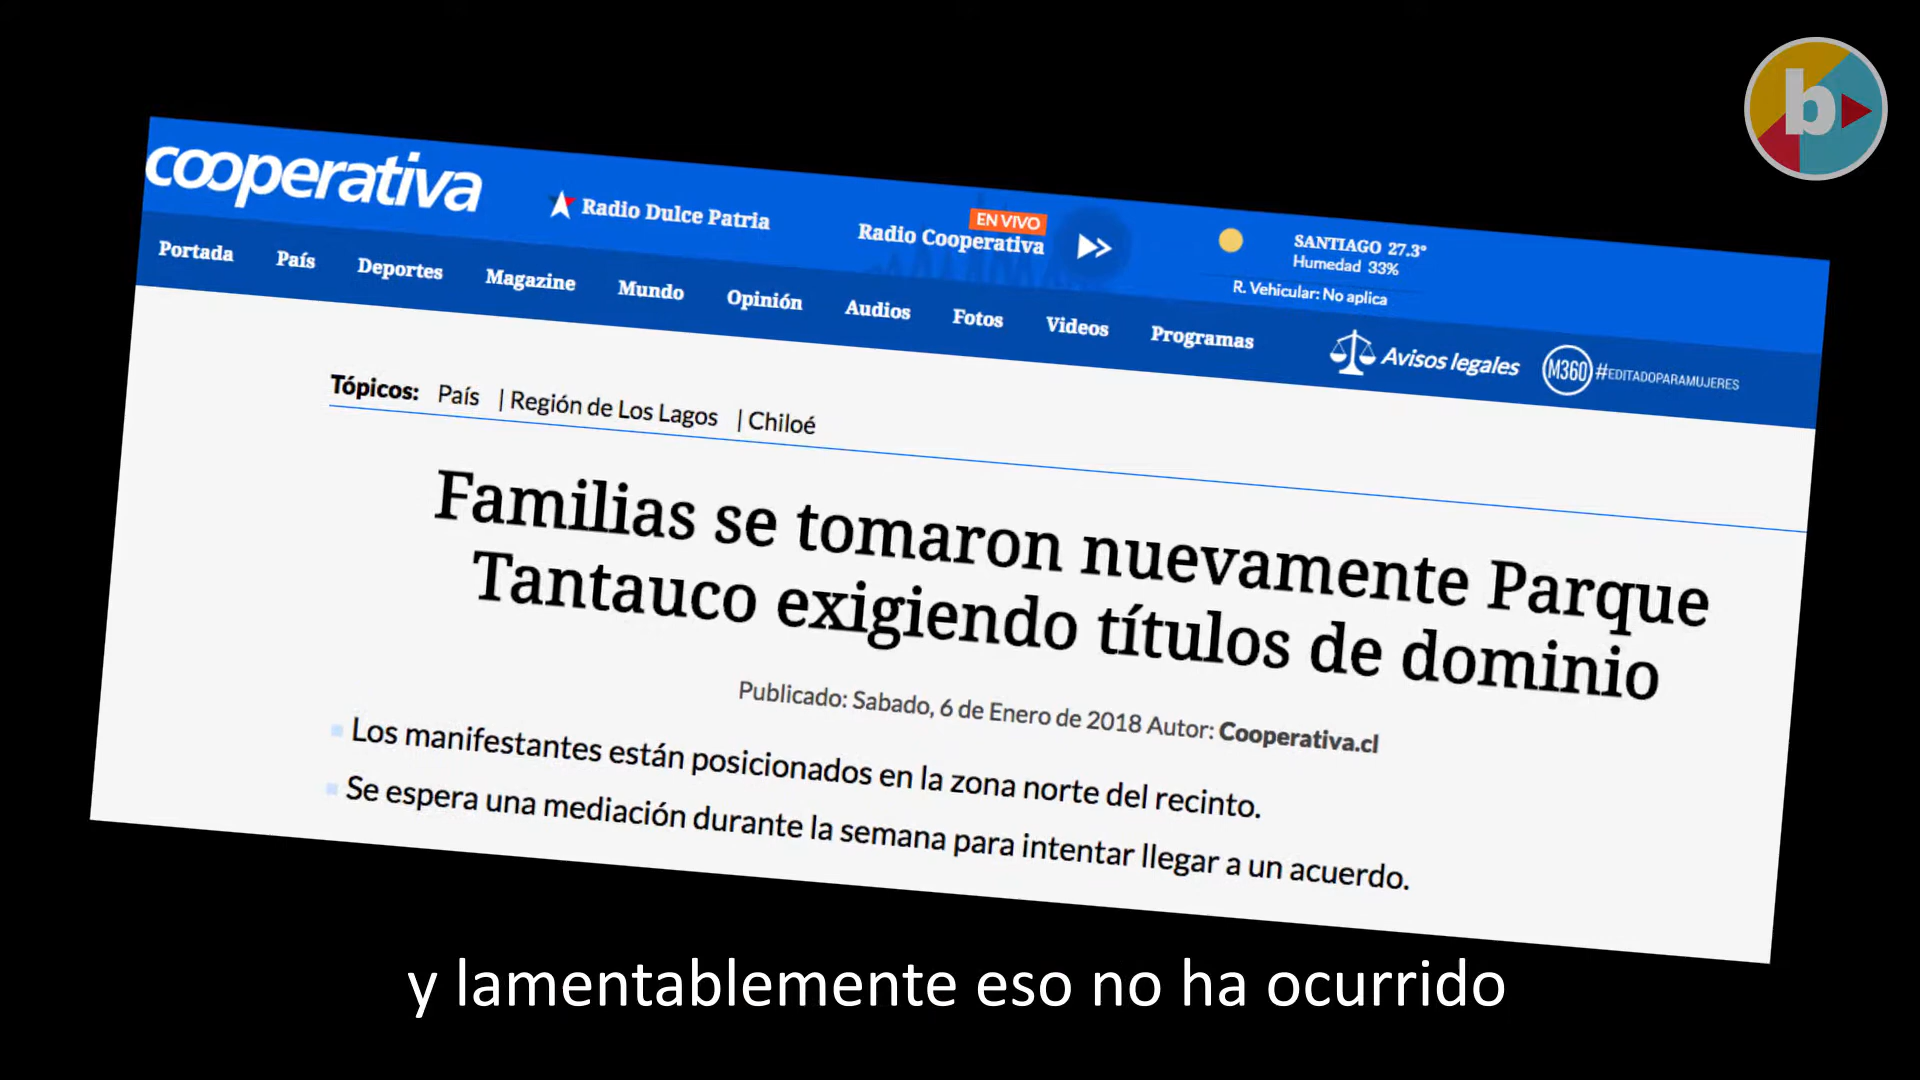 b
cooperativa
Radio Dulce Patria
EN VIVO
Radio Cooperativa
SANTIAGO 27.3°
Humedad 33%
R. Vehicular: No aplica
Portada País Deportes Magazine Mundo Opinión Audios Fotos Videos Programas Avisos legales M360 #EDITADOPARAMUJERES
Tópicos: País | Región de Los Lagos | Chiloé
Familias se tomaron nuevamente Parque
Tantauco exigiendo títulos de dominio
Publicado: Sabado, 6 de Enero de 2018 Autor: Cooperativa.cl
Los manifestantes están posicionados en la zona norte del recinto.
Se espera una mediación durante la semana para intentar llegar a un acuerdo.
y lamentablemente eso no ha ocurrido